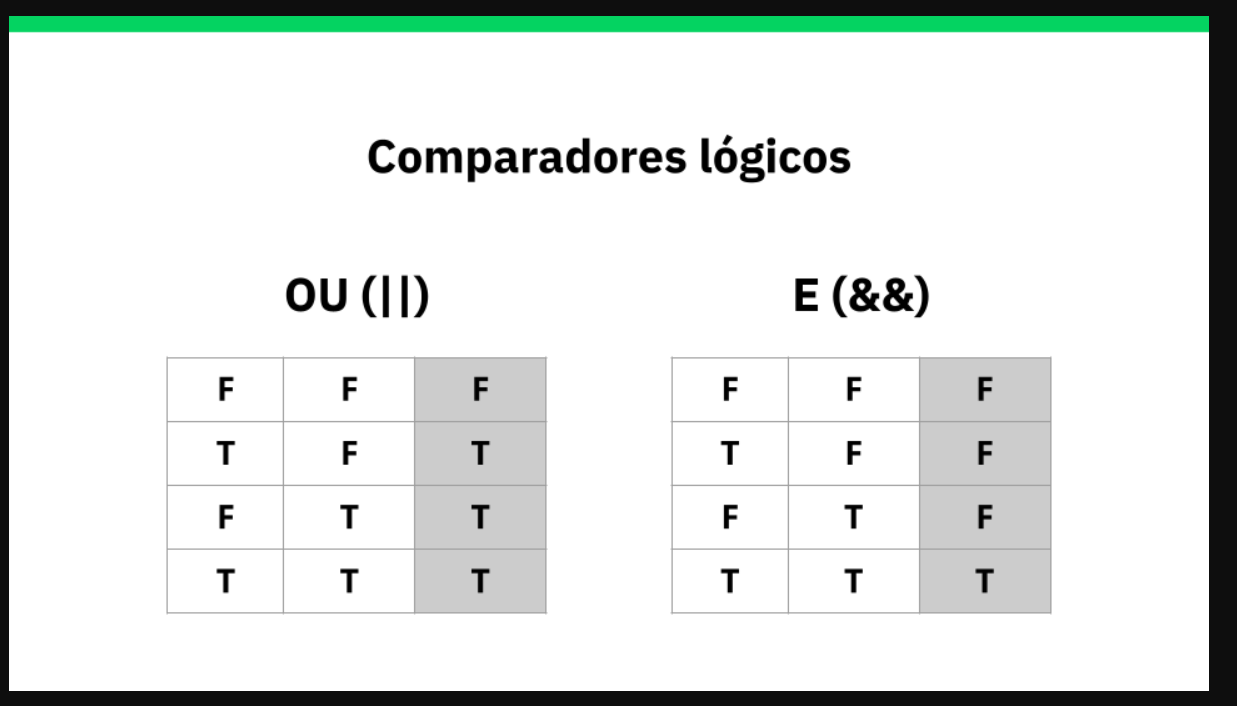 Comparadores lógicos
OU (||)
E (&&)
F F F
T F T
F T T
T T T
F F F
T F F
F T F
T T T